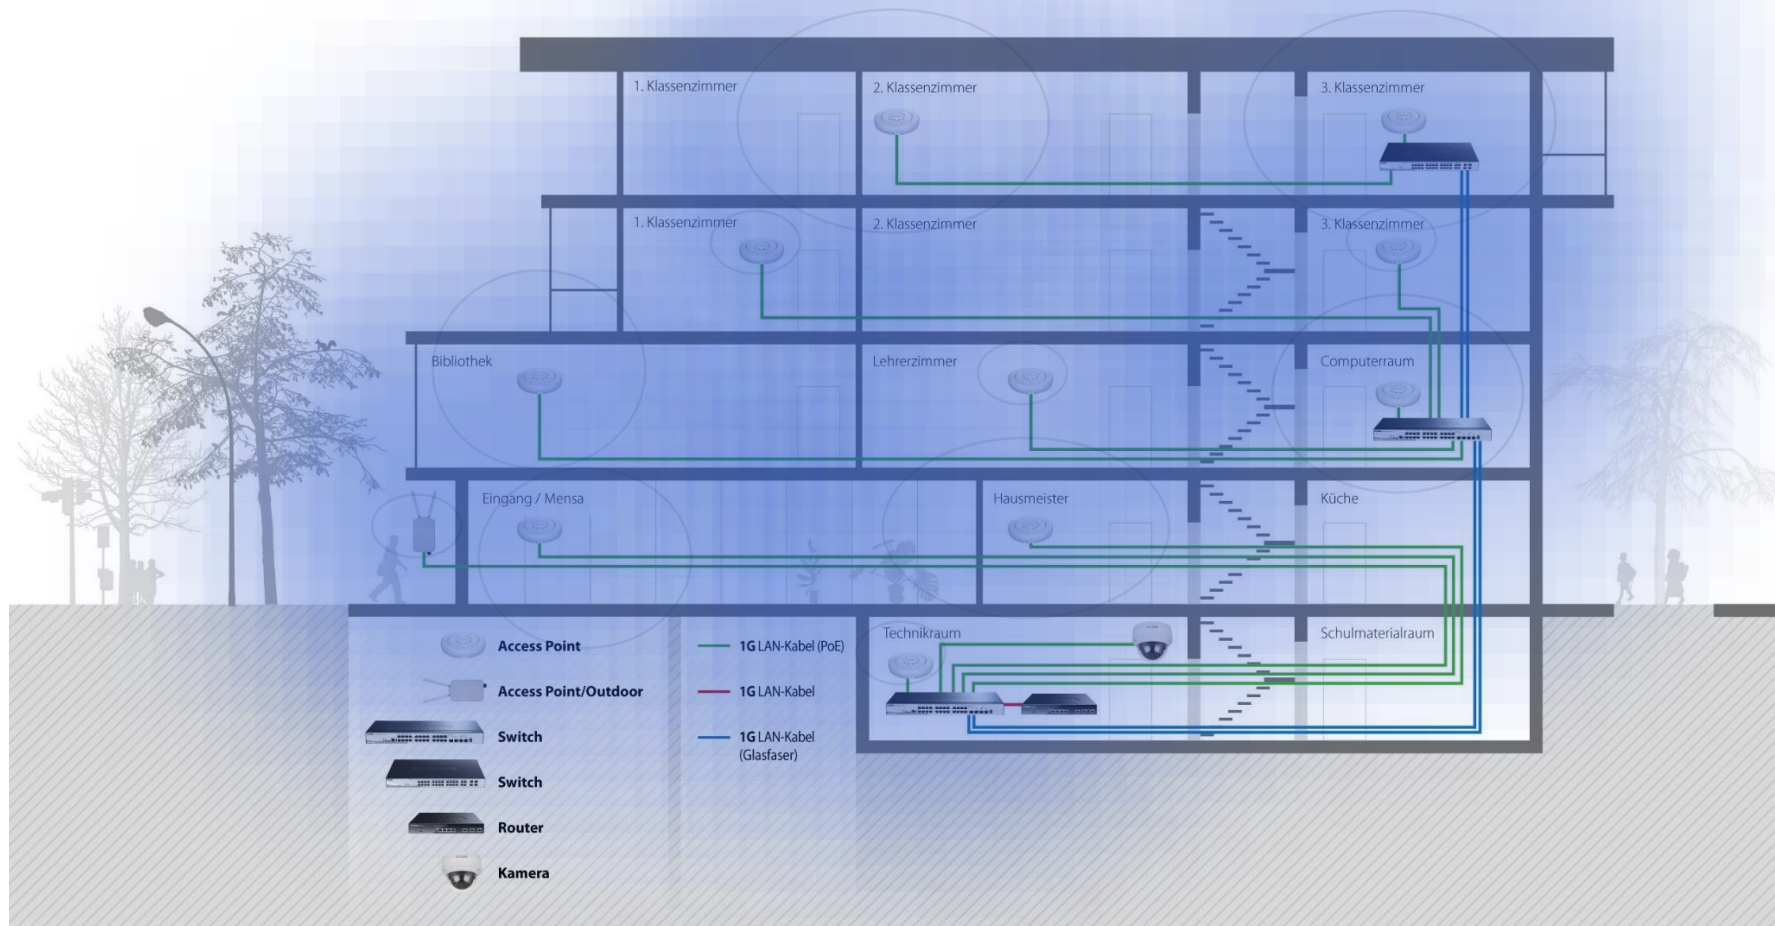 1. Klassenzimmer
2. Klassenzimmer
3. Klassenzimmer
1. Klassenzimmer
2. Klassenzimmer
3. Klassenzimmer
Bibliothek
Lehrerzimmer
Computerraum
Eingang / Mensa
Hausmeister
Küche
Technikraum
Schulmaterialraum
Access Point
Access Point/Outdoor
Switch
Switch
Router
Kamera
1G LAN-Kabel (PoE)
1G LAN-Kabel
1G LAN-Kabel
(Glasfaser)